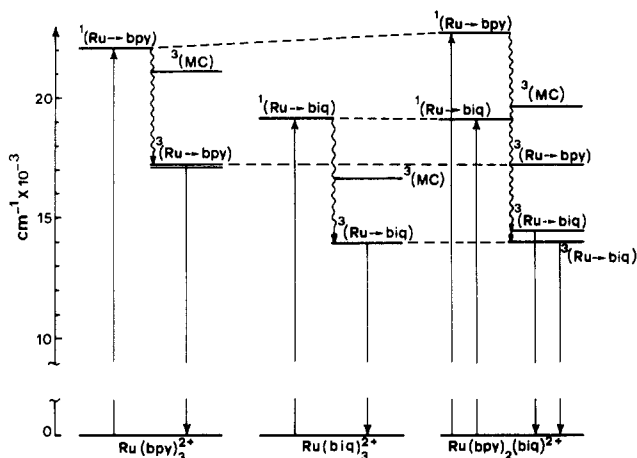 ¹(Ru→bpy)
³(MC)
³(Ru→bpy)
¹(Ru→biq)
³(MC)
³(Ru→biq)
¹(Ru→bpy)
¹(Ru→biq)
³(MC)
³(Ru→bpy)
³(Ru→biq)
³(Ru→biq)
cm⁻¹ × 10⁻³
20
15
10
0
Ru(bpy)₃²⁺
Ru(biq)₃²⁺
Ru(bpy)₂(biq)²⁺